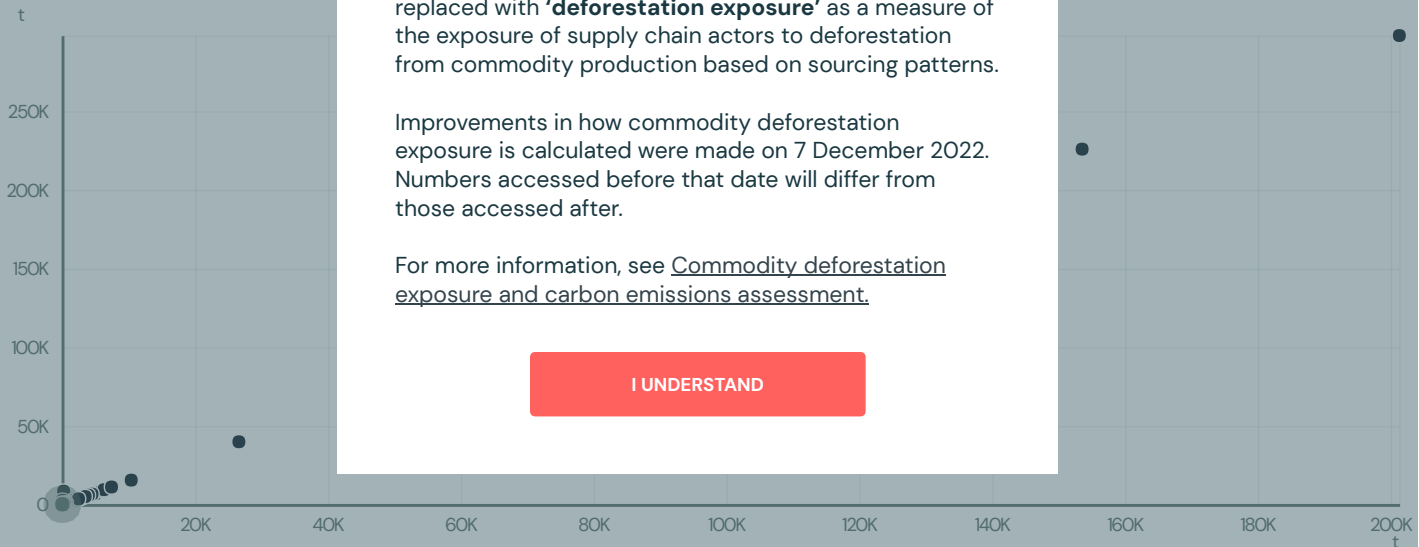 t
replaced with ‘deforestation exposure’ as a measure of
the exposure of supply chain actors to deforestation
from commodity production based on sourcing patterns.
Improvements in how commodity deforestation
exposure is calculated were made on 7 December 2022.
Numbers accessed before that date will differ from
those accessed after.
For more information, see Commodity deforestation
exposure and carbon emissions assessment.
I UNDERSTAND
250K
200K
150K
100K
50K
0
20K 40K 60K 80K 100K 120K 140K 160K 180K 200K
t